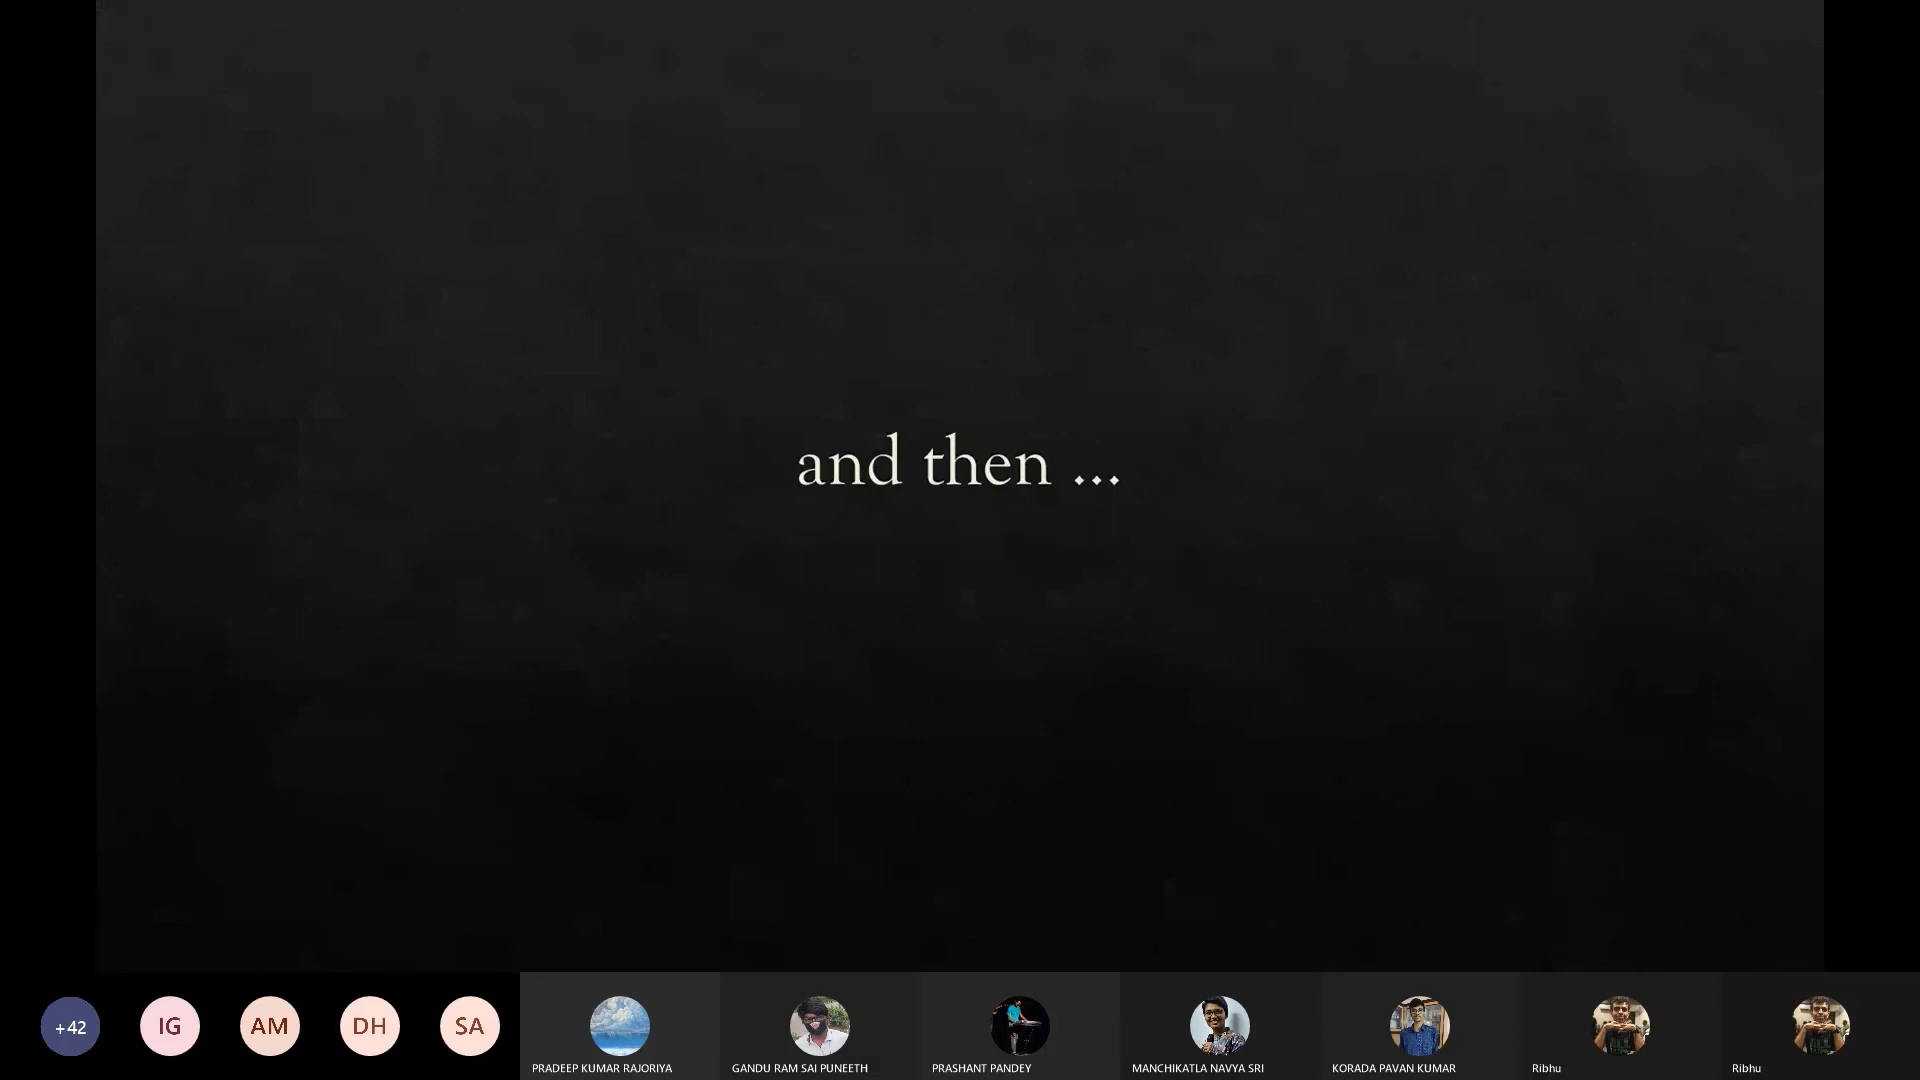 and then ...
+42
IG
AM
DH
SA
PRADEEP KUMAR RAJORIYA
GANDU RAM SAI PUNEETH
PRASHANT PANDEY
MANCHIKATLA NAVYA SRI
KORADA PAVAN KUMAR
Ribhu
Ribhu